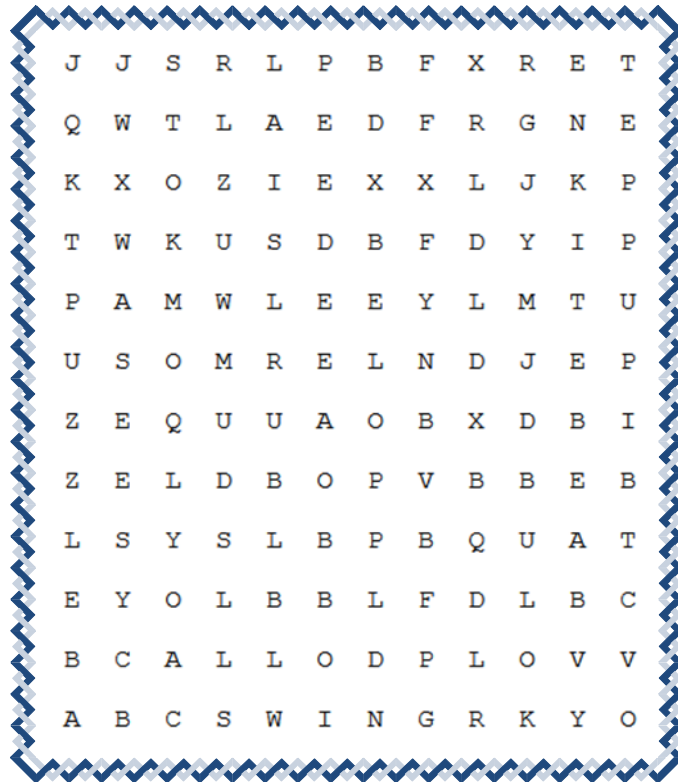 J J S R L P B F X R E T
Q W T L A E D F R G N E
K X O Z I E X X L J K P
T W K U S D B F D Y I P
P A M W L E E Y L M T U
U S O M R E L N D J E P
Z E Q U U A O B X D B I
Z E L D B O P V B B E B
L S Y S L B P B Q U A T
E Y O L B B L F D L B C
B C A L L O D P L O V V
A B C S W I N G R K Y O